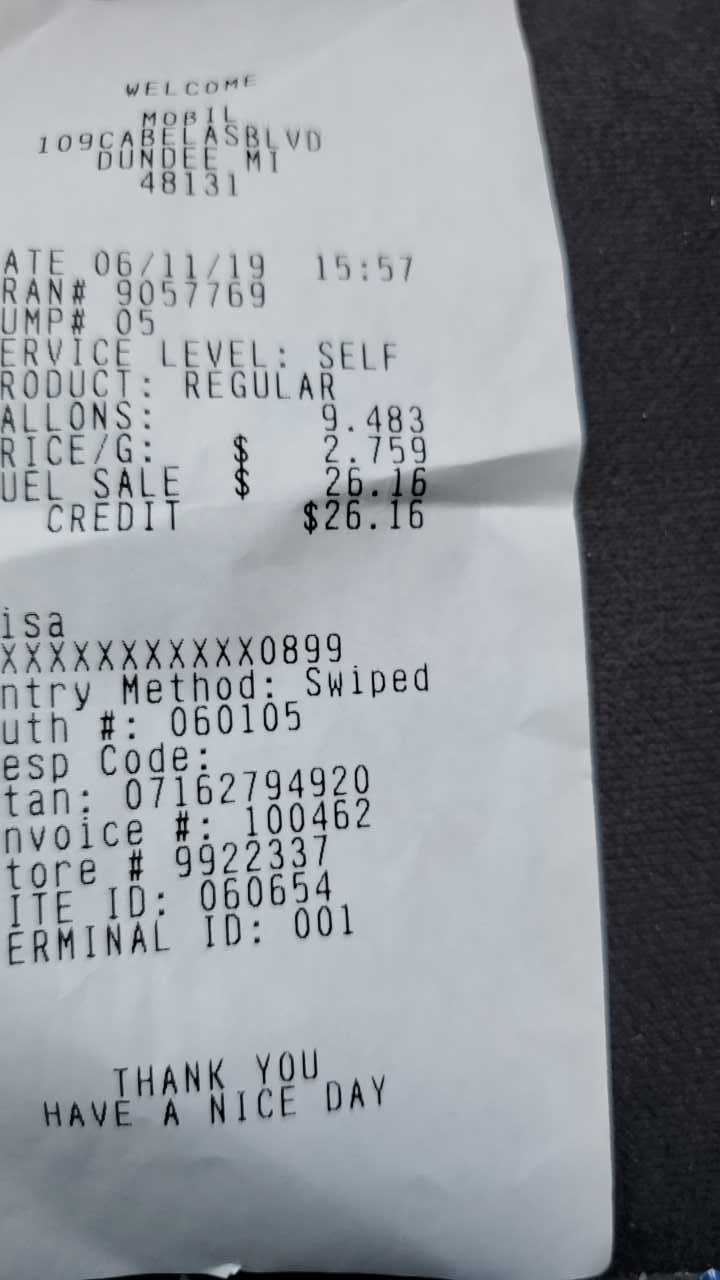 WELCOME
MOBIL
109CABELASBLVD
DUNDEE MI
48131
ATE 06/11/19 15:57
RAN# 9057769
UMP# 05
ERVICE LEVEL: SELF
RODUCT: REGULAR
ALLONS: 9.483
RICE/G: $ 2.759
UEL SALE $ 26.16
CREDIT $26.16
isa
XXXXXXXXXXX0899
ntry Method: Swiped
uth #: 060105
esp Code:
tan: 07162794920
nvoice #: 100462
tore # 9922337
ITE ID: 060654
ERMINAL ID: 001
THANK YOU
HAVE A NICE DAY